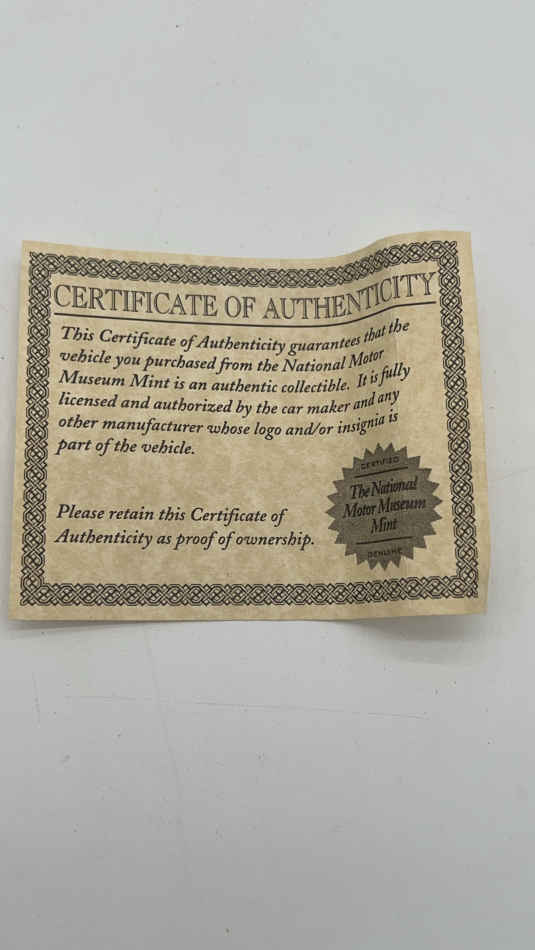 CERTIFICATE OF AUTHENTICITY
This Certificate of Authenticity guarantees that the
vehicle you purchased from the National Motor
Museum Mint is an authentic collectible. It is fully
licensed and authorized by the car maker and any
other manufacturer whose logo and/or insignia is
part of the vehicle.
Please retain this Certificate of
Authenticity as proof of ownership.
CERTIFIED
The National
Motor Museum
Mint
GENUINE